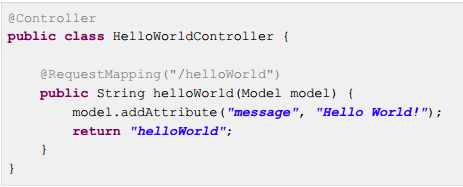 @Controller
public class HelloWorldController {
@RequestMapping("/helloWorld")
public String helloWorld(Model model) {
model.addAttribute("message", "Hello World!");
return "helloWorld";
}
}